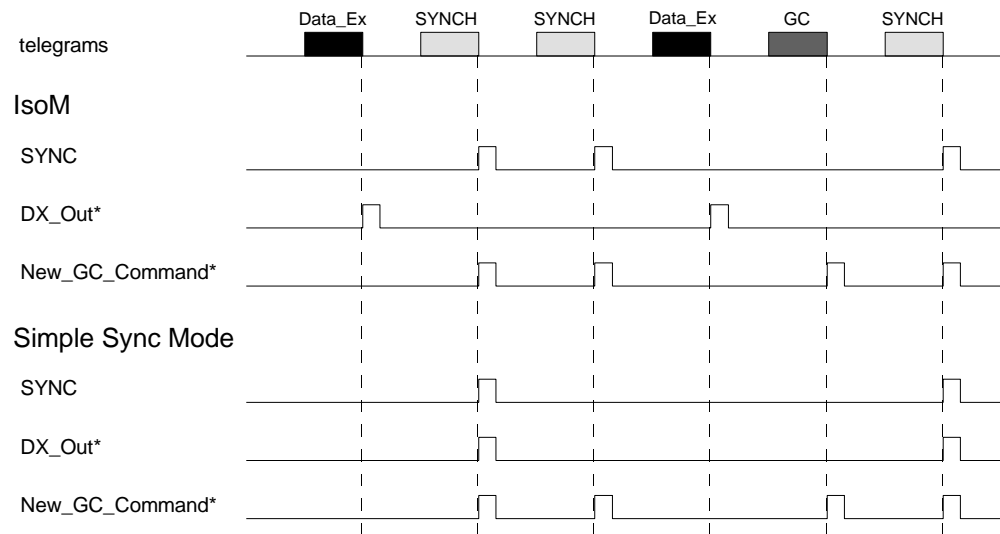 Data_Ex SYNCH SYNCH Data_Ex GC SYNCH
telegrams
IsoM
SYNC
DX_Out*
New_GC_Command*
Simple Sync Mode
SYNC
DX_Out*
New_GC_Command*